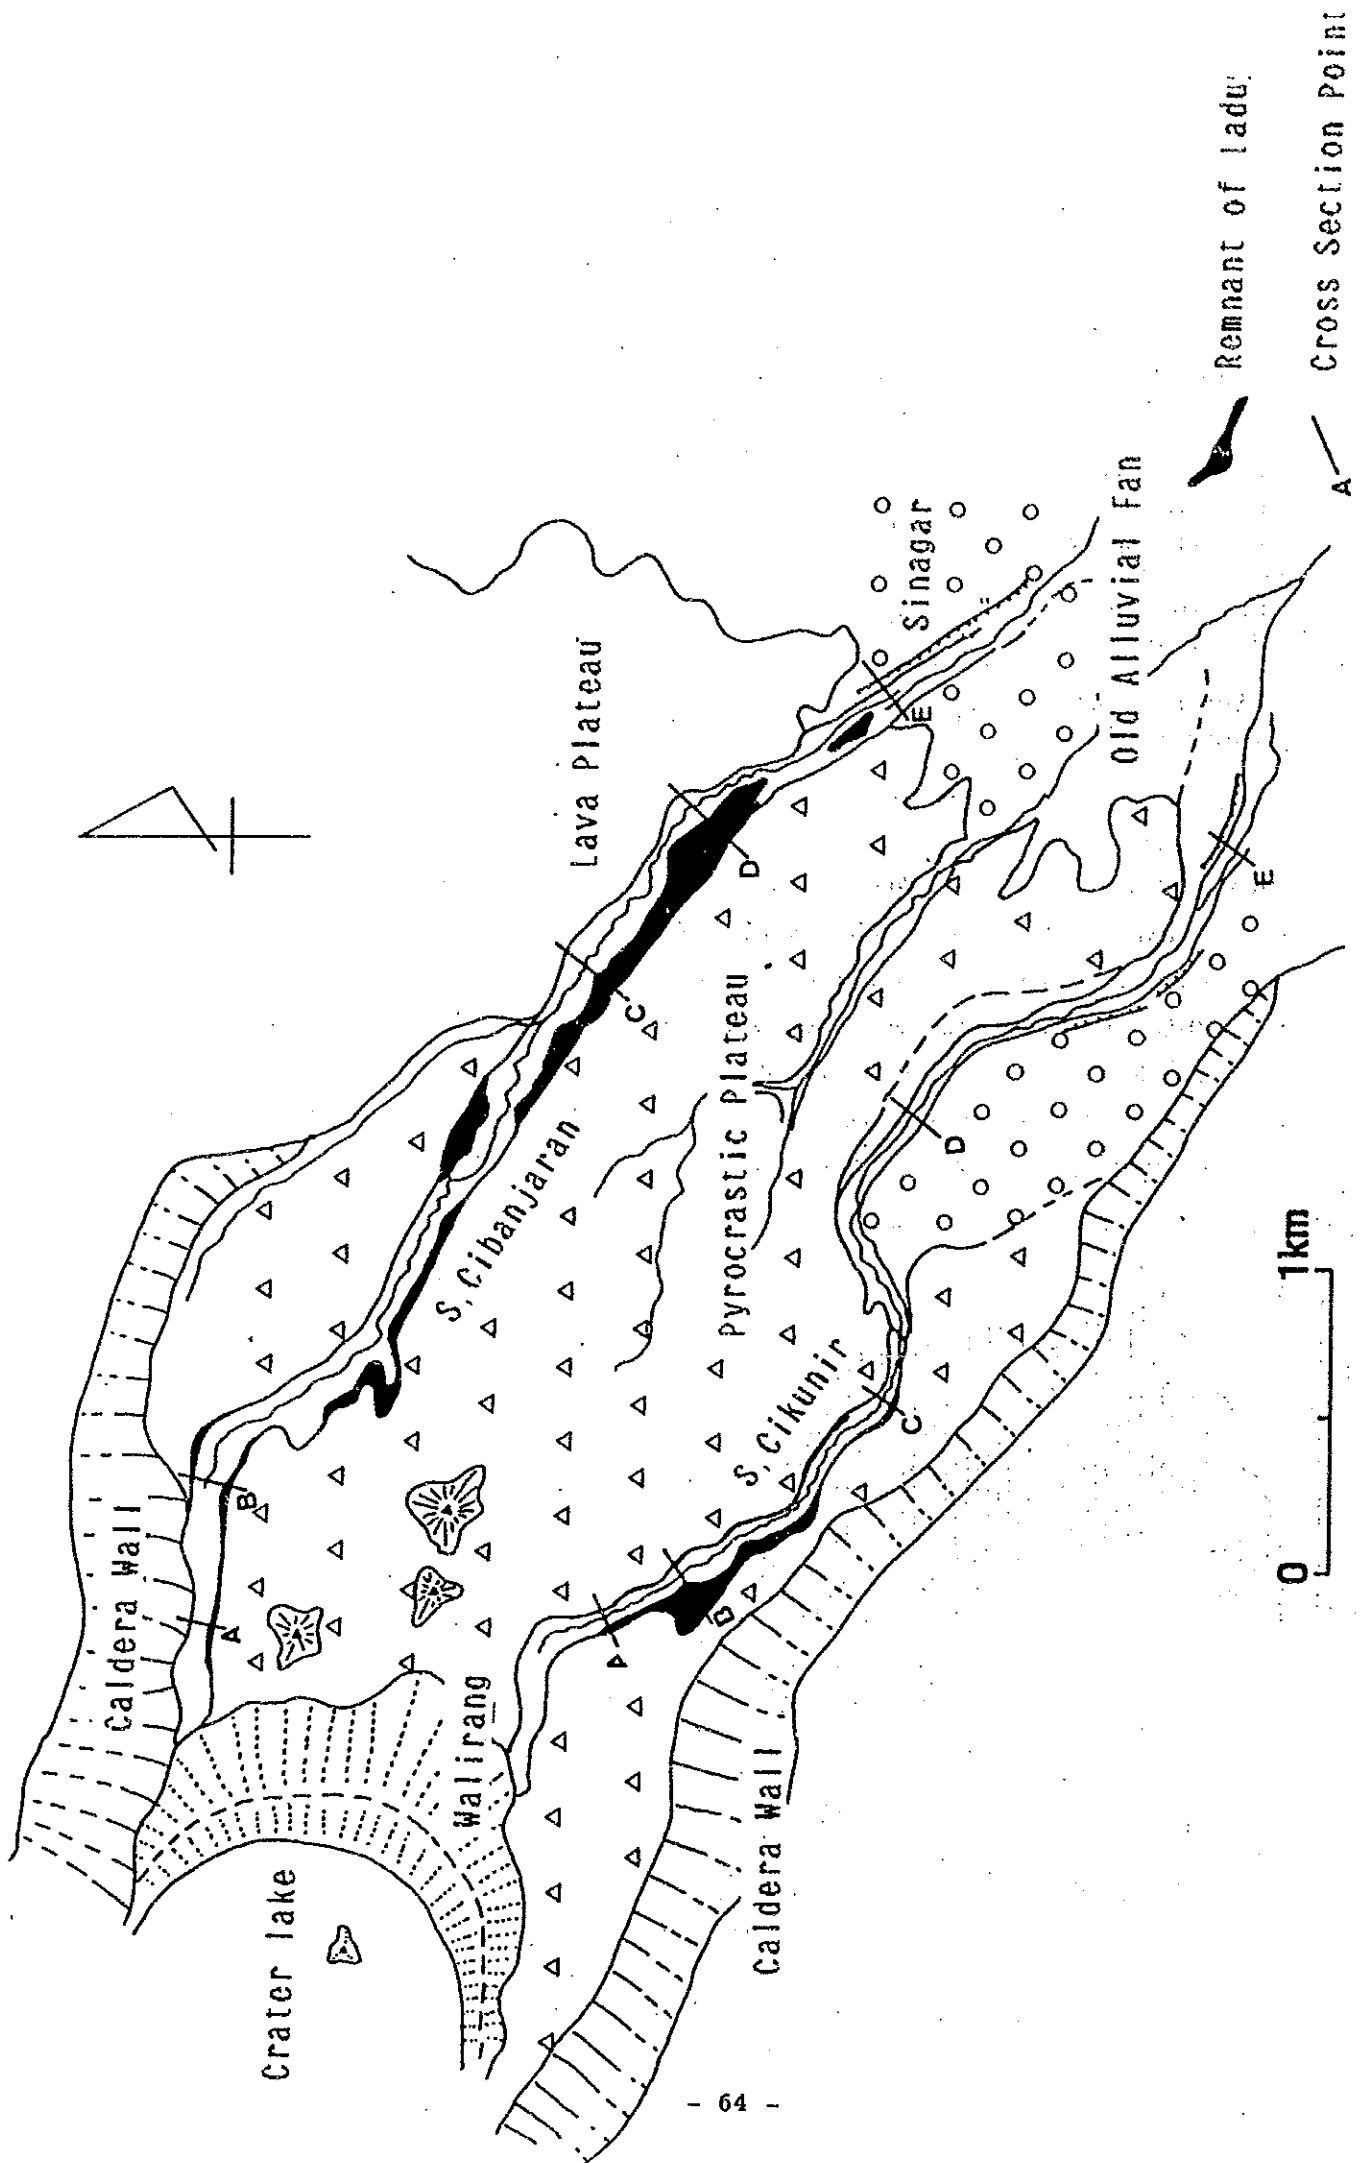 Crater lake
Caldera Wall
Walirang
Caldera Wall
A
B
S. Cibanjaran
C
Lava Plateau
D
E
Sinagar
A
B
S. Cikunir
C
Pyrocrastic Plateau
D
E
Old Alluvial Fan
Remnant of ladu
A Cross Section Point
0 1km
- 64 -